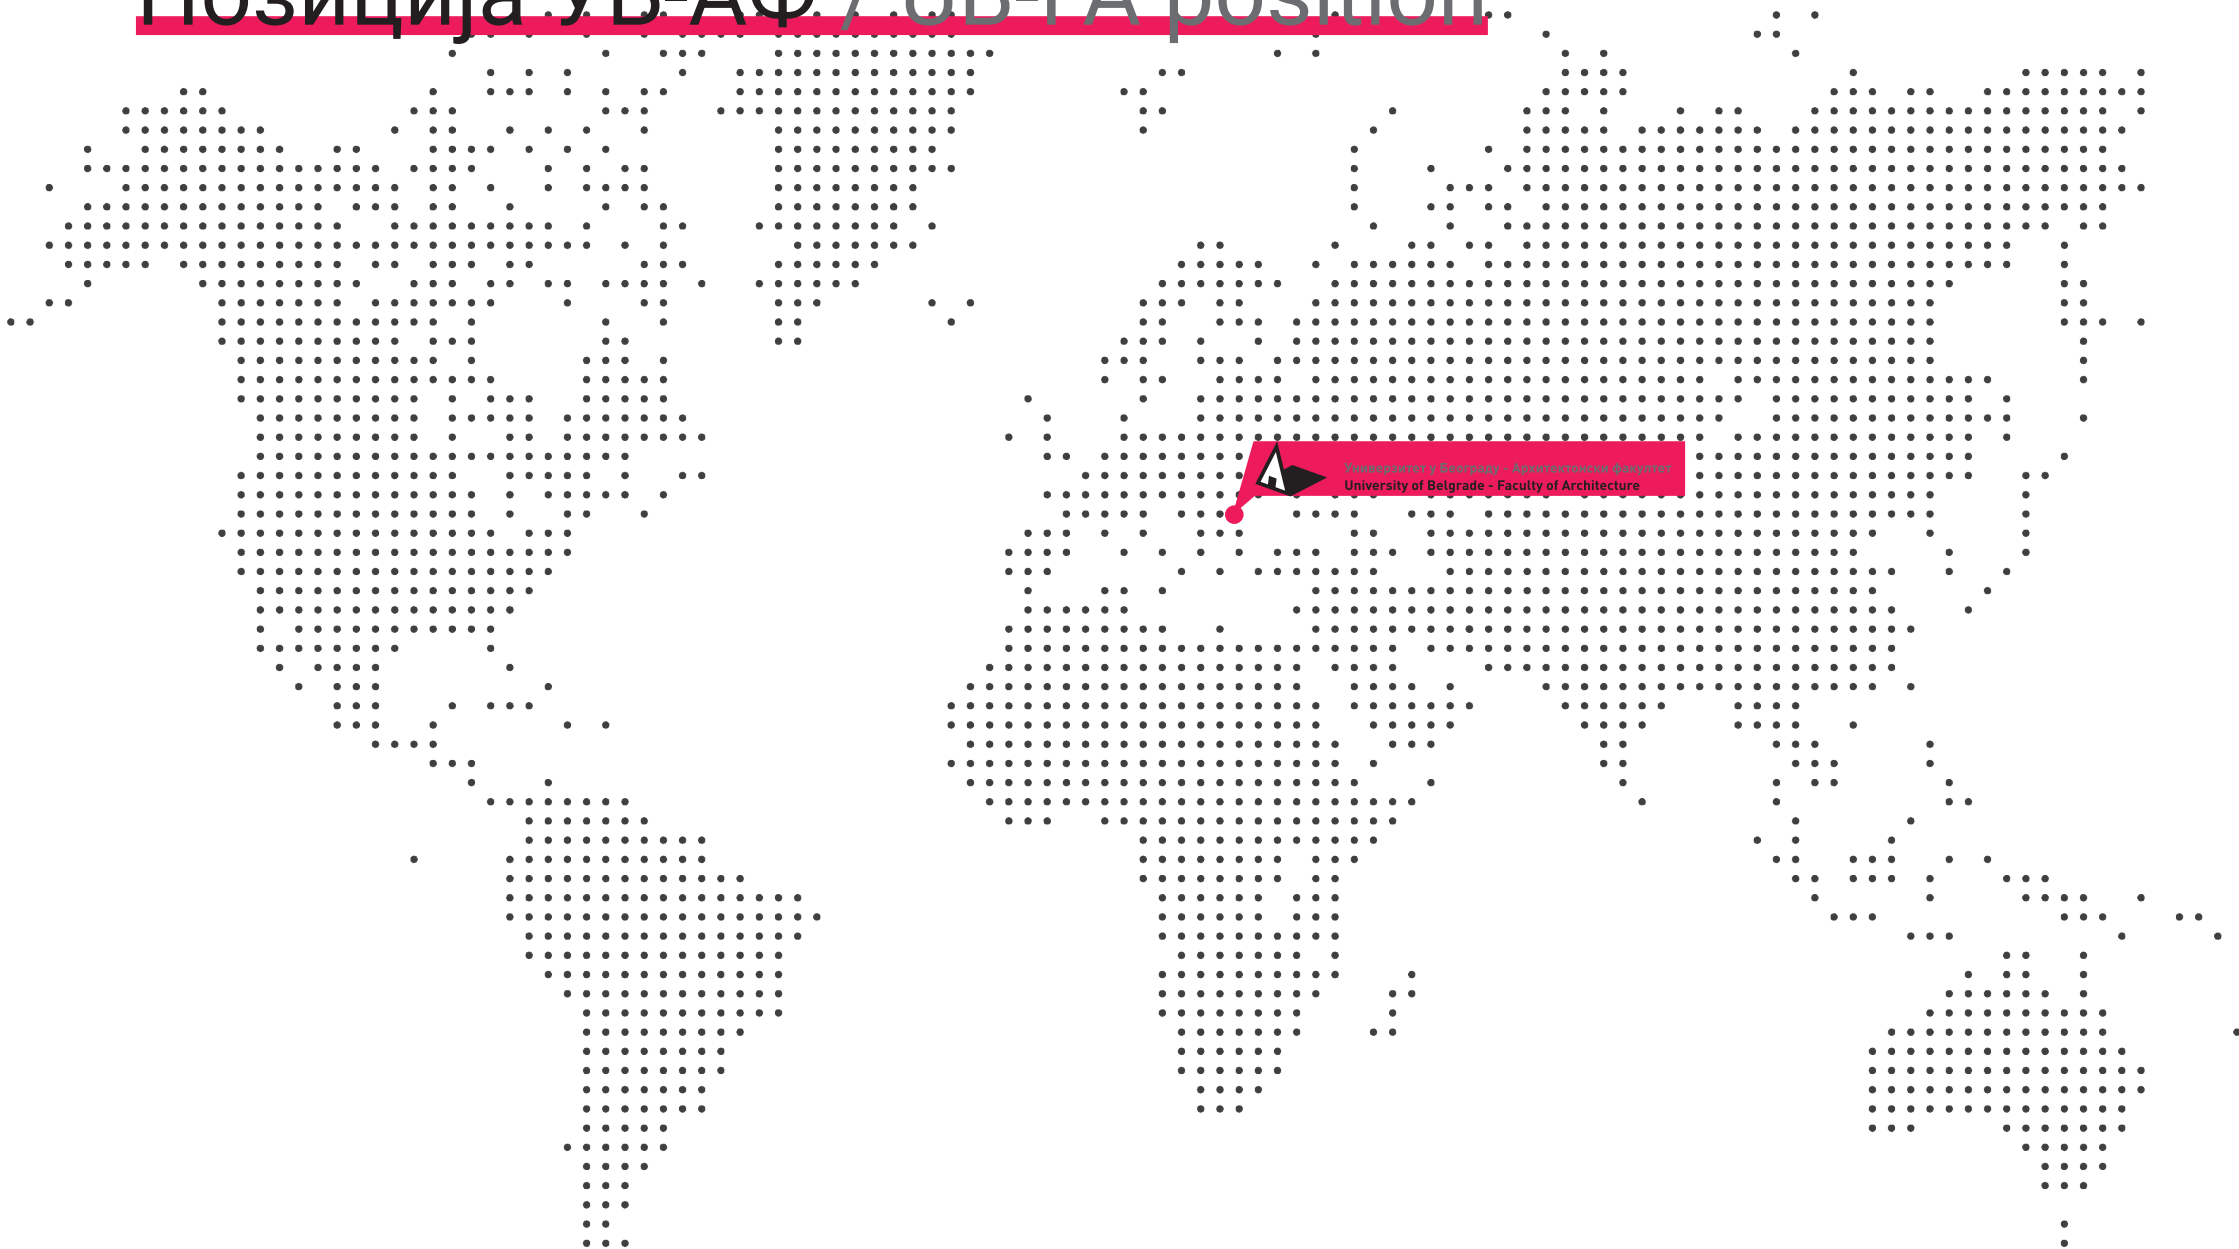 Позиција УБ-АФ / UB-FA position
Универзитет у Београду - Архитектонски факултет
University of Belgrade - Faculty of Architecture